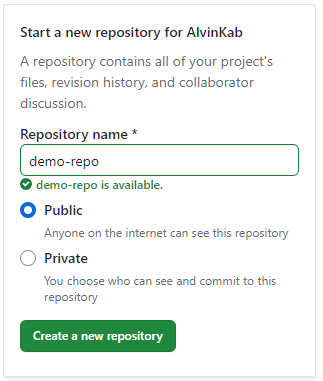 Start a new repository for AlvinKab
A repository contains all of your project's
files, revision history, and collaborator
discussion.
Repository name *
demo-repo
demo-repo is available.
Public
Anyone on the internet can see this repository
Private
You choose who can see and commit to this
repository
Create a new repository